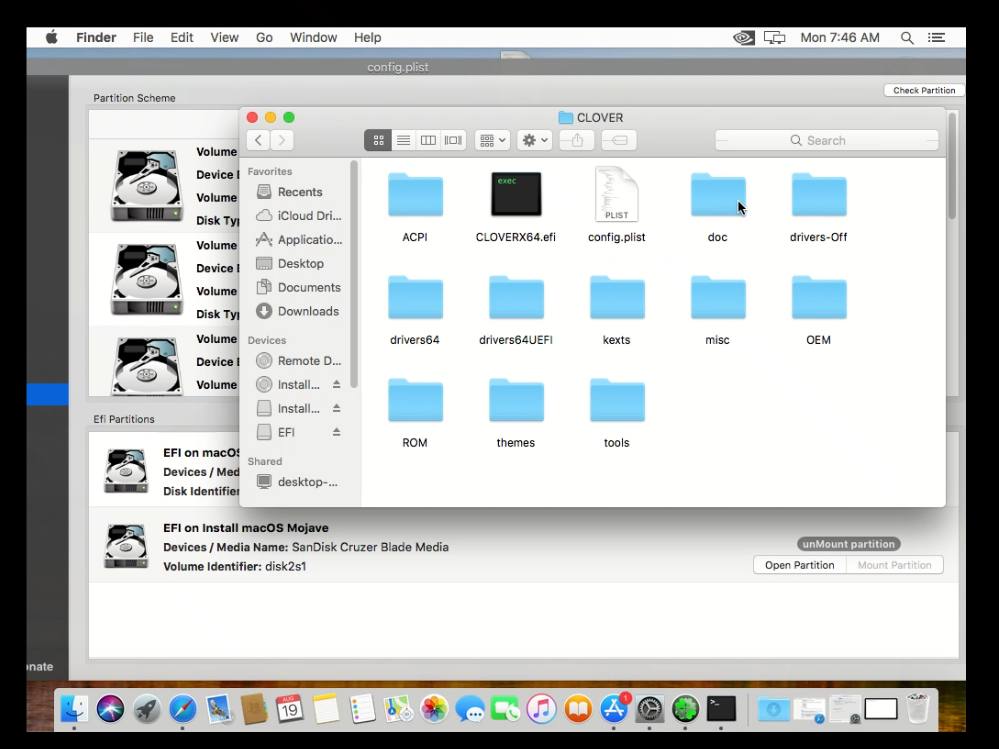 Finder File Edit View Go Window Help Mon 7:46 AM
config.plist
Check Partition
Partition Scheme
CLOVER
Search
Favorites
Recents
iCloud Dri...
Applicatio...
Desktop
Documents
Downloads
Devices
Remote D...
Install...
Install...
EFI
Shared
desktop-...
exec
PLIST
ACPI CLOVERX64.efi config.plist doc drivers-Off
drivers64 drivers64UEFI kexts misc OEM
ROM themes tools
Volume
Device
Volume
Disk Ty
Volume
Device
Volume
Disk Ty
Volume
Device
Volume
Efi Partitions
EFI on macOS
Devices / Med
Disk Identifier
EFI on Install macOS Mojave
Devices / Media Name: SanDisk Cruzer Blade Media
Volume Identifier: disk2s1
unMount partition
Open Partition Mount Partition
onate
AUG
19
1